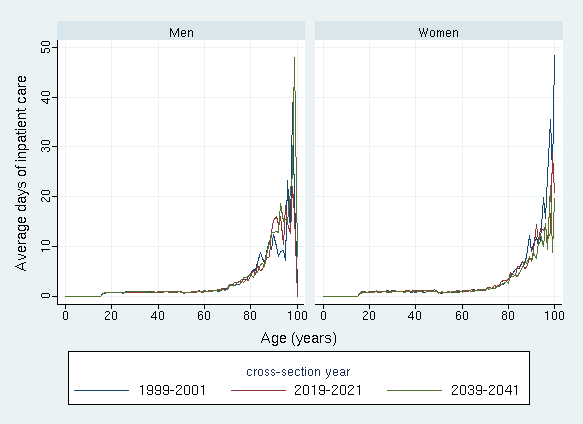 Men Women
Average days of inpatient care
50
40
30
20
10
0
0 20 40 60 80 100 0 20 40 60 80 100
Age (years)
cross-section year
1999-2001 2019-2021 2039-2041